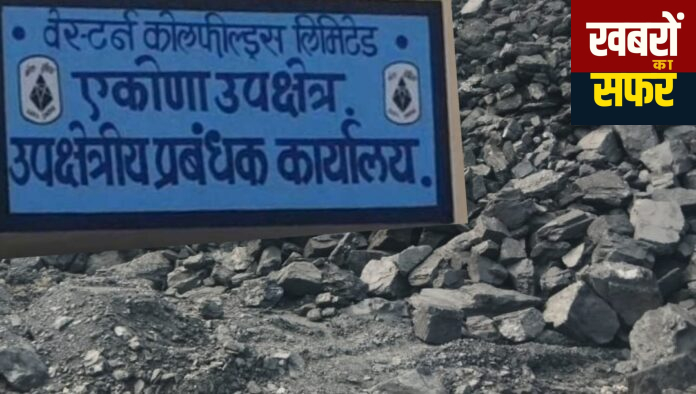 • वेस्टर्न कोलफील्ड्स लिमिटेड •
एकोणा उपक्षेत्र.
उपक्षेत्रीय प्रबंधक कार्यालय.
खबरों
का
सफर